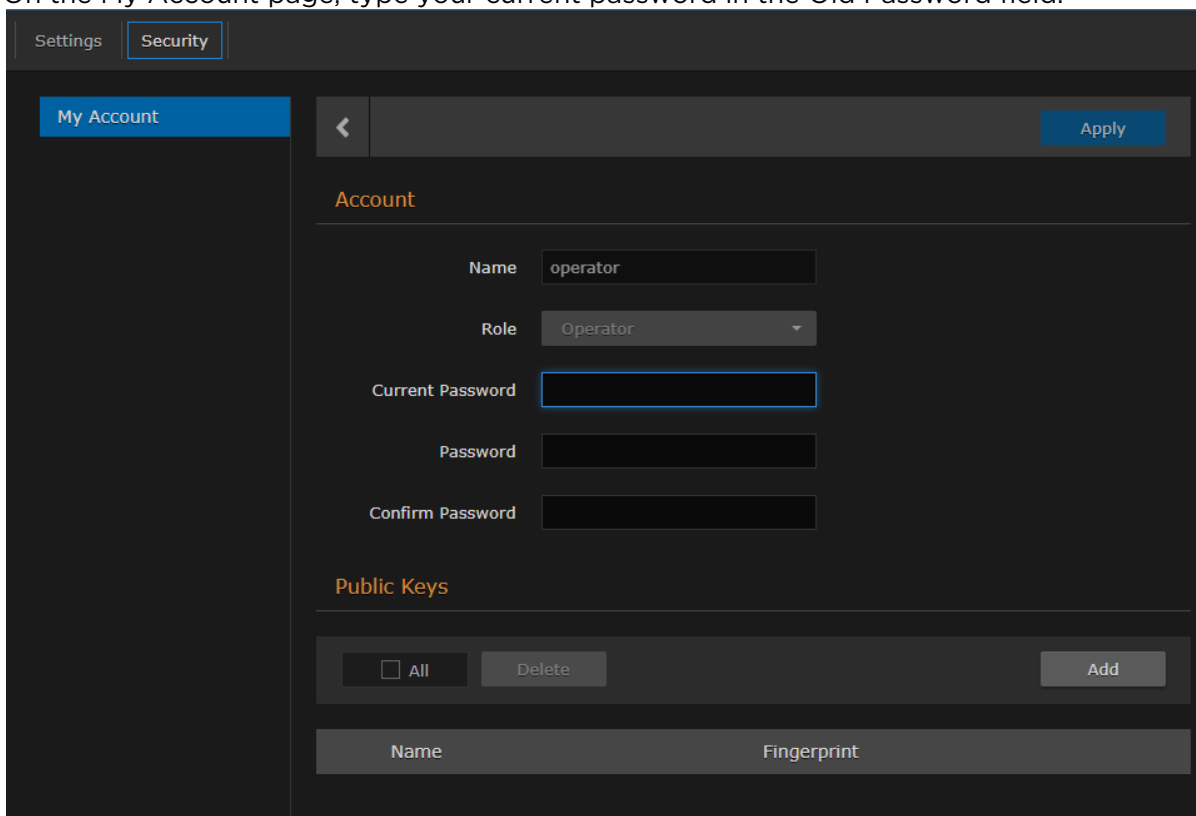 On the My Account page, type your current password in the Old Password field.
Settings Security
My Account
Apply
Account
Name operator
Role Operator
Current Password
Password
Confirm Password
Public Keys
All Delete Add
Name Fingerprint